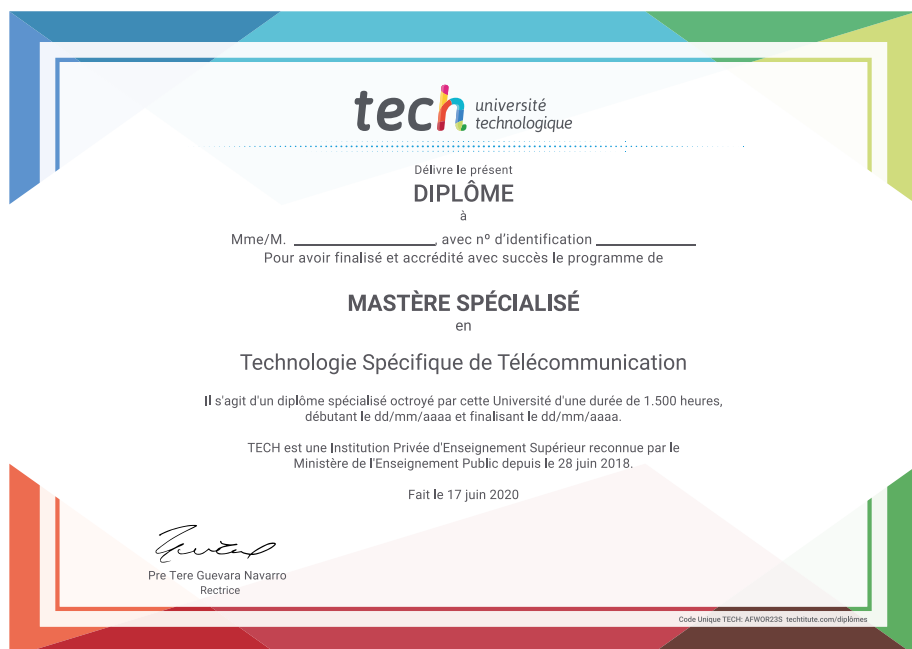 tech université
technologique
Délivre le présent
DIPLÔME
à
Mme/M. ____________, avec nº d'identification ____________
Pour avoir finalisé et accrédité avec succès le programme de
MASTÈRE SPÉCIALISÉ
en
Technologie Spécifique de Télécommunication
Il s'agit d'un diplôme spécialisé octroyé par cette Université d'une durée de 1.500 heures,
débutant le dd/mm/aaaa et finalisant le dd/mm/aaaa.
TECH est une Institution Privée d'Enseignement Supérieur reconnue par le
Ministère de l'Enseignement Public depuis le 28 juin 2018.
Fait le 17 juin 2020
Pre Tere Guevara Navarro
Rectrice
Code Unique TECH: AFWOR23S techtitute.com/diplômes